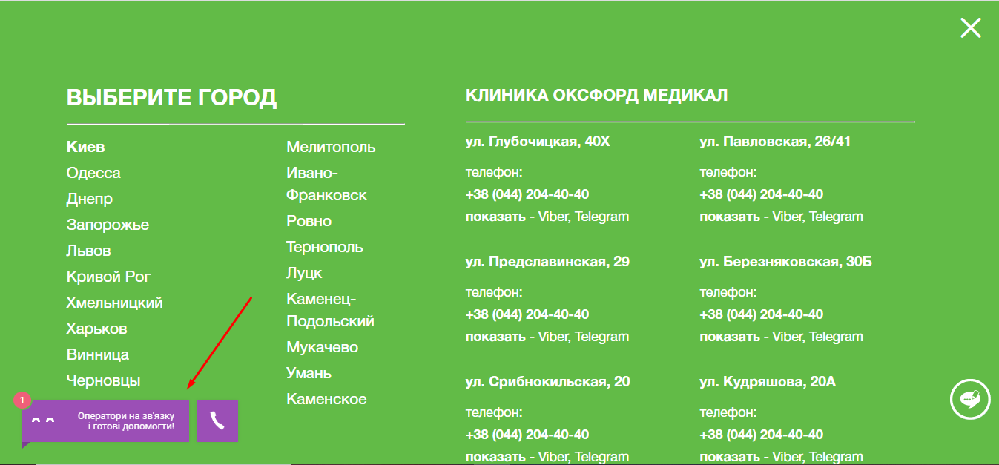 ВЫБЕРИТЕ ГОРОД
Киев
Одесса
Днепр
Запорожье
Львов
Кривой Рог
Хмельницкий
Харьков
Винница
Черновцы
Мелитополь
Ивано-
Франковск
Ровно
Тернополь
Луцк
Каменец-
Подольский
Мукачево
Умань
Каменское
КЛИНИКА ОКСФОРД МЕДИКАЛ
ул. Глубочицкая, 40Х
телефон:
+38 (044) 204-40-40
показать - Viber, Telegram
ул. Павловская, 26/41
телефон:
+38 (044) 204-40-40
показать - Viber, Telegram
ул. Предславинская, 29
телефон:
+38 (044) 204-40-40
показать - Viber, Telegram
ул. Березняковская, 30Б
телефон:
+38 (044) 204-40-40
показать - Viber, Telegram
ул. Срибнокильская, 20
телефон:
+38 (044) 204-40-40
показать - Viber, Telegram
ул. Кудряшова, 20А
телефон:
+38 (044) 204-40-40
показать - Viber, Telegram
1
Оператори на зв'язку
і готові допомогти!